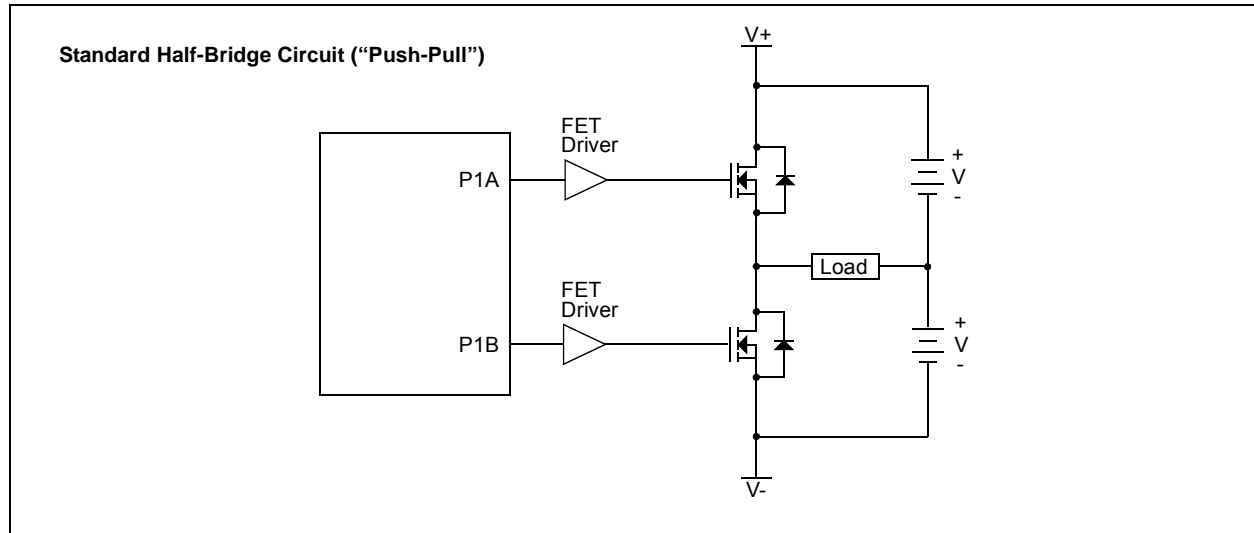 Standard Half-Bridge Circuit (“Push-Pull”)
V+
FET
Driver
P1A
+
V
-
Load
FET
Driver
P1B
+
V
-
V-